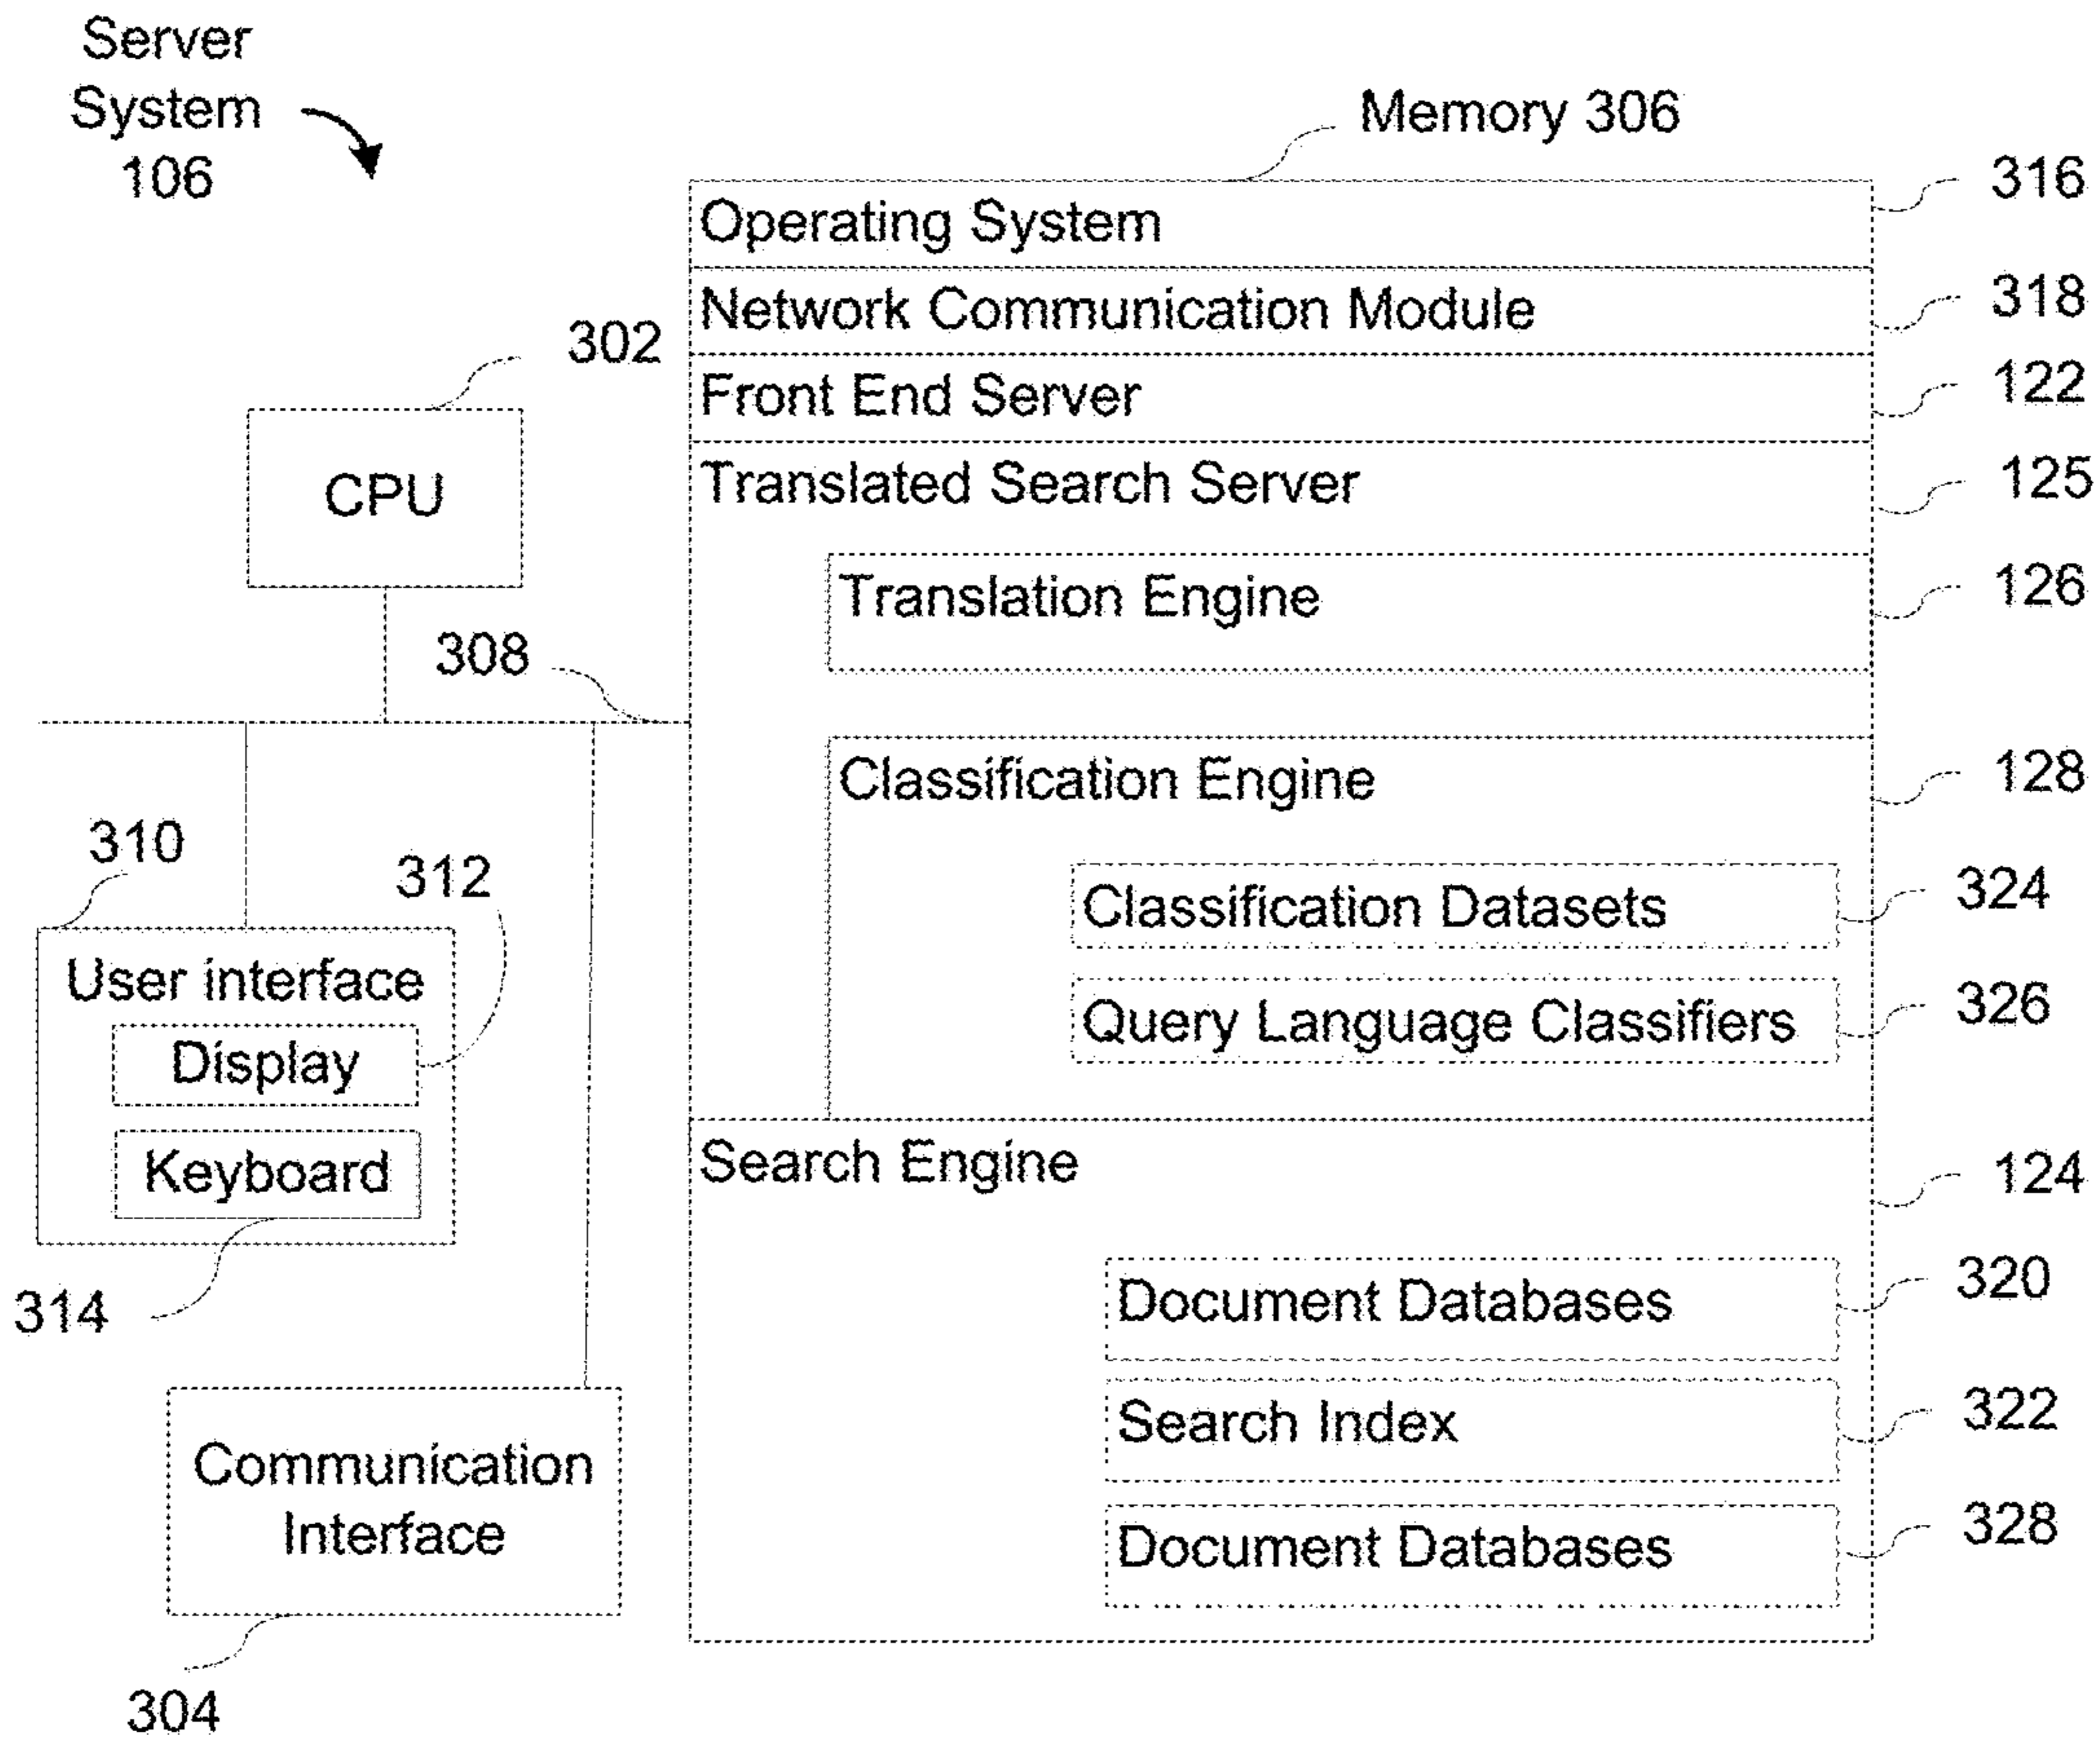 Server
System
106
Memory 306
316
Operating System
318
Network Communication Module
302
122
Front End Server
CPU
125
Translated Search Server
126
Translation Engine
308
128
Classification Engine
310
312
324
Classification Datasets
User interface
326
Query Language Classifiers
Display
Keyboard
124
Search Engine
314
320
Document Databases
322
Search Index
Communication
Interface
328
Document Databases
304